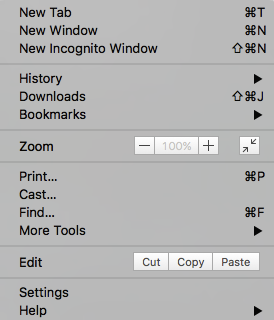 New Tab ⌘T
New Window ⌘N
New Incognito Window ⇧⌘N
History ▶
Downloads ⇧⌘J
Bookmarks ▶
Zoom — 100% +
Print... ⌘P
Cast...
Find... ⌘F
More Tools ▶
Edit Cut Copy Paste
Settings
Help ▶